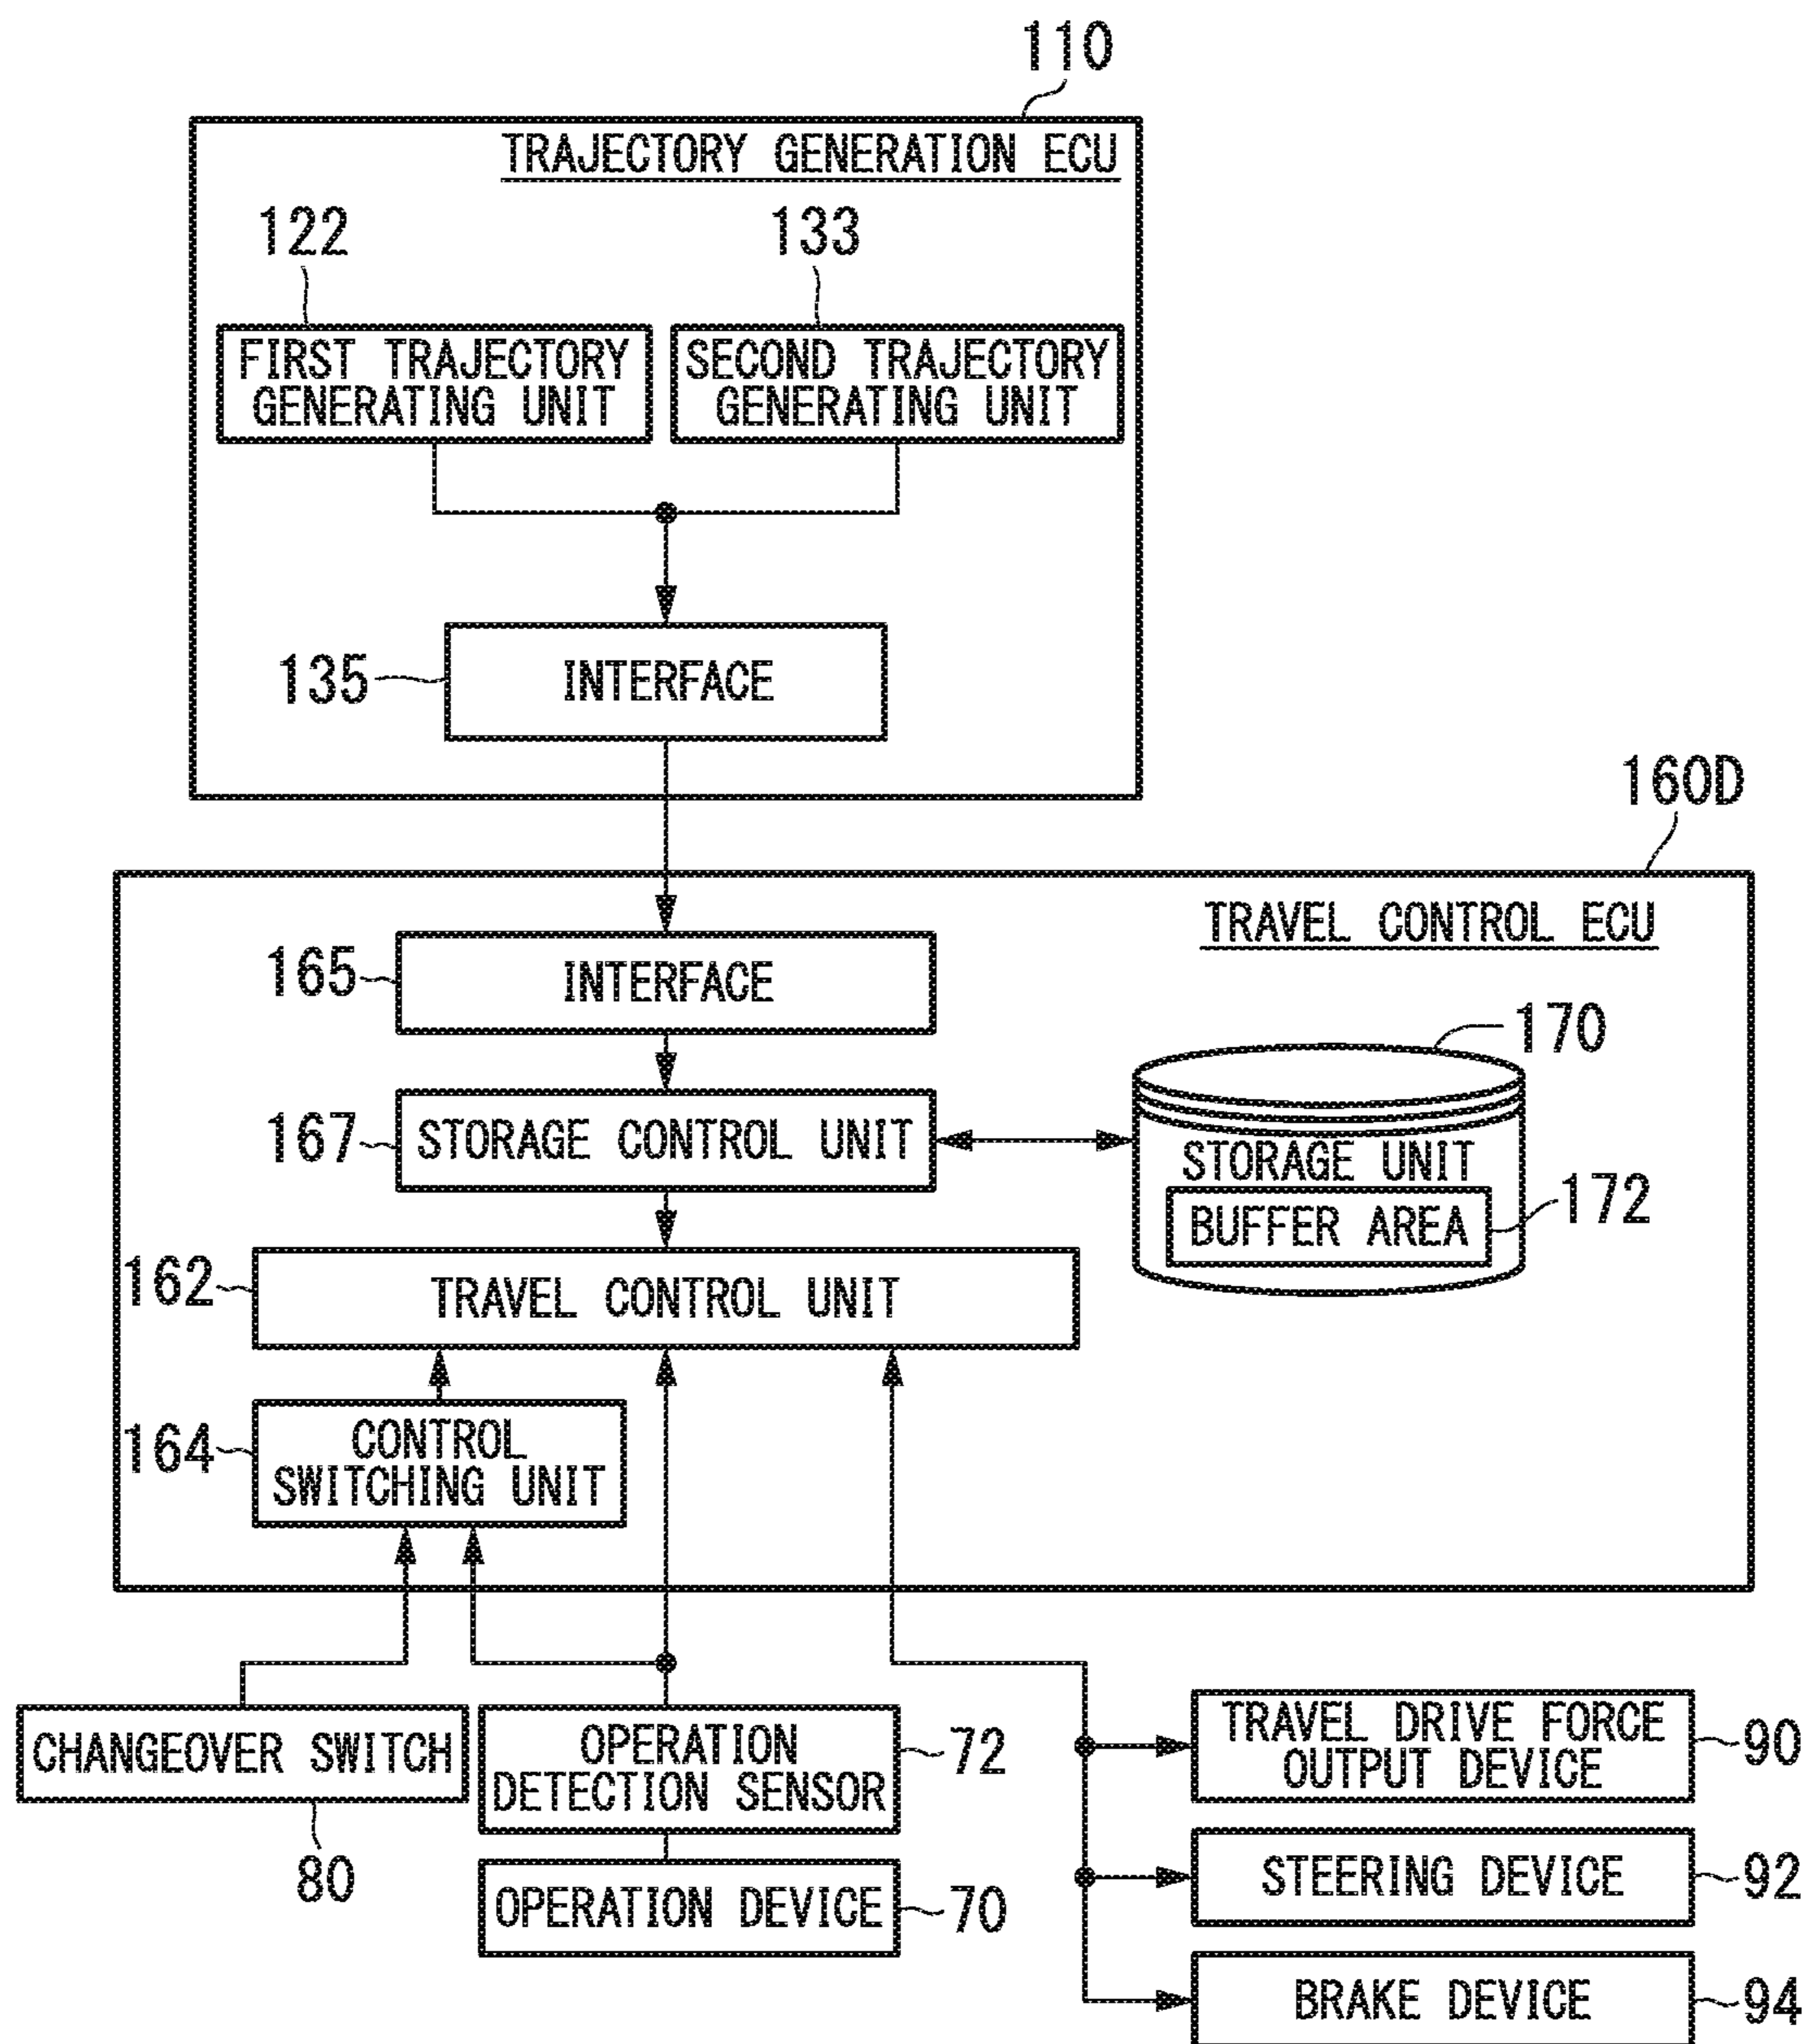 110
TRAJECTORY GENERATION ECU
122
133
FIRST TRAJECTORY
GENERATING UNIT
SECOND TRAJECTORY
GENERATING UNIT
135
INTERFACE
160D
TRAVEL CONTROL ECU
165
INTERFACE
170
167
STORAGE CONTROL UNIT
STORAGE UNIT
172
BUFFER AREA
162
TRAVEL CONTROL UNIT
164
CONTROL
SWITCHING UNIT
CHANGEOVER SWITCH
80
OPERATION
DETECTION SENSOR
72
OPERATION DEVICE
70
TRAVEL DRIVE FORCE
OUTPUT DEVICE
90
STEERING DEVICE
92
BRAKE DEVICE
94